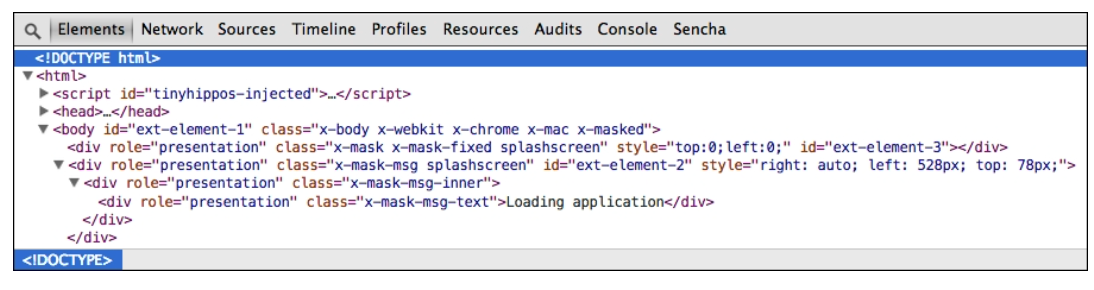 Elements Network Sources Timeline Profiles Resources Audits Console Sencha
<!DOCTYPE html>
▼<html>
▶<script id="tinyhippos-injected">…</script>
▶<head>…</head>
▼<body id="ext-element-1" class="x-body x-webkit x-chrome x-mac x-masked">
<div role="presentation" class="x-mask x-mask-fixed splashscreen" style="top:0;left:0;" id="ext-element-3"></div>
▼<div role="presentation" class="x-mask-msg splashscreen" id="ext-element-2" style="right: auto; left: 528px; top: 78px;">
▼<div role="presentation" class="x-mask-msg-inner">
<div role="presentation" class="x-mask-msg-text">Loading application</div>
</div>
</div>
<!DOCTYPE>